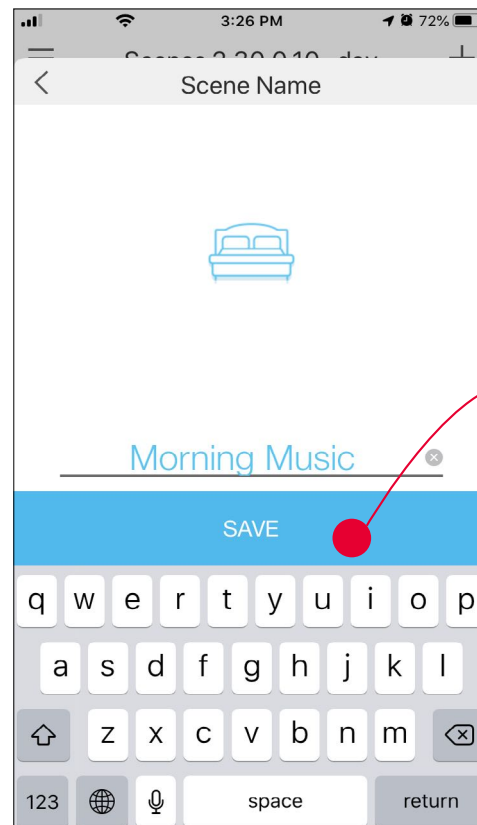 3:26 PM
72%
Scene Name
Morning Music
SAVE
q w e r t y u i o p
a s d f g h j k l
z x c v b n m
123 space return